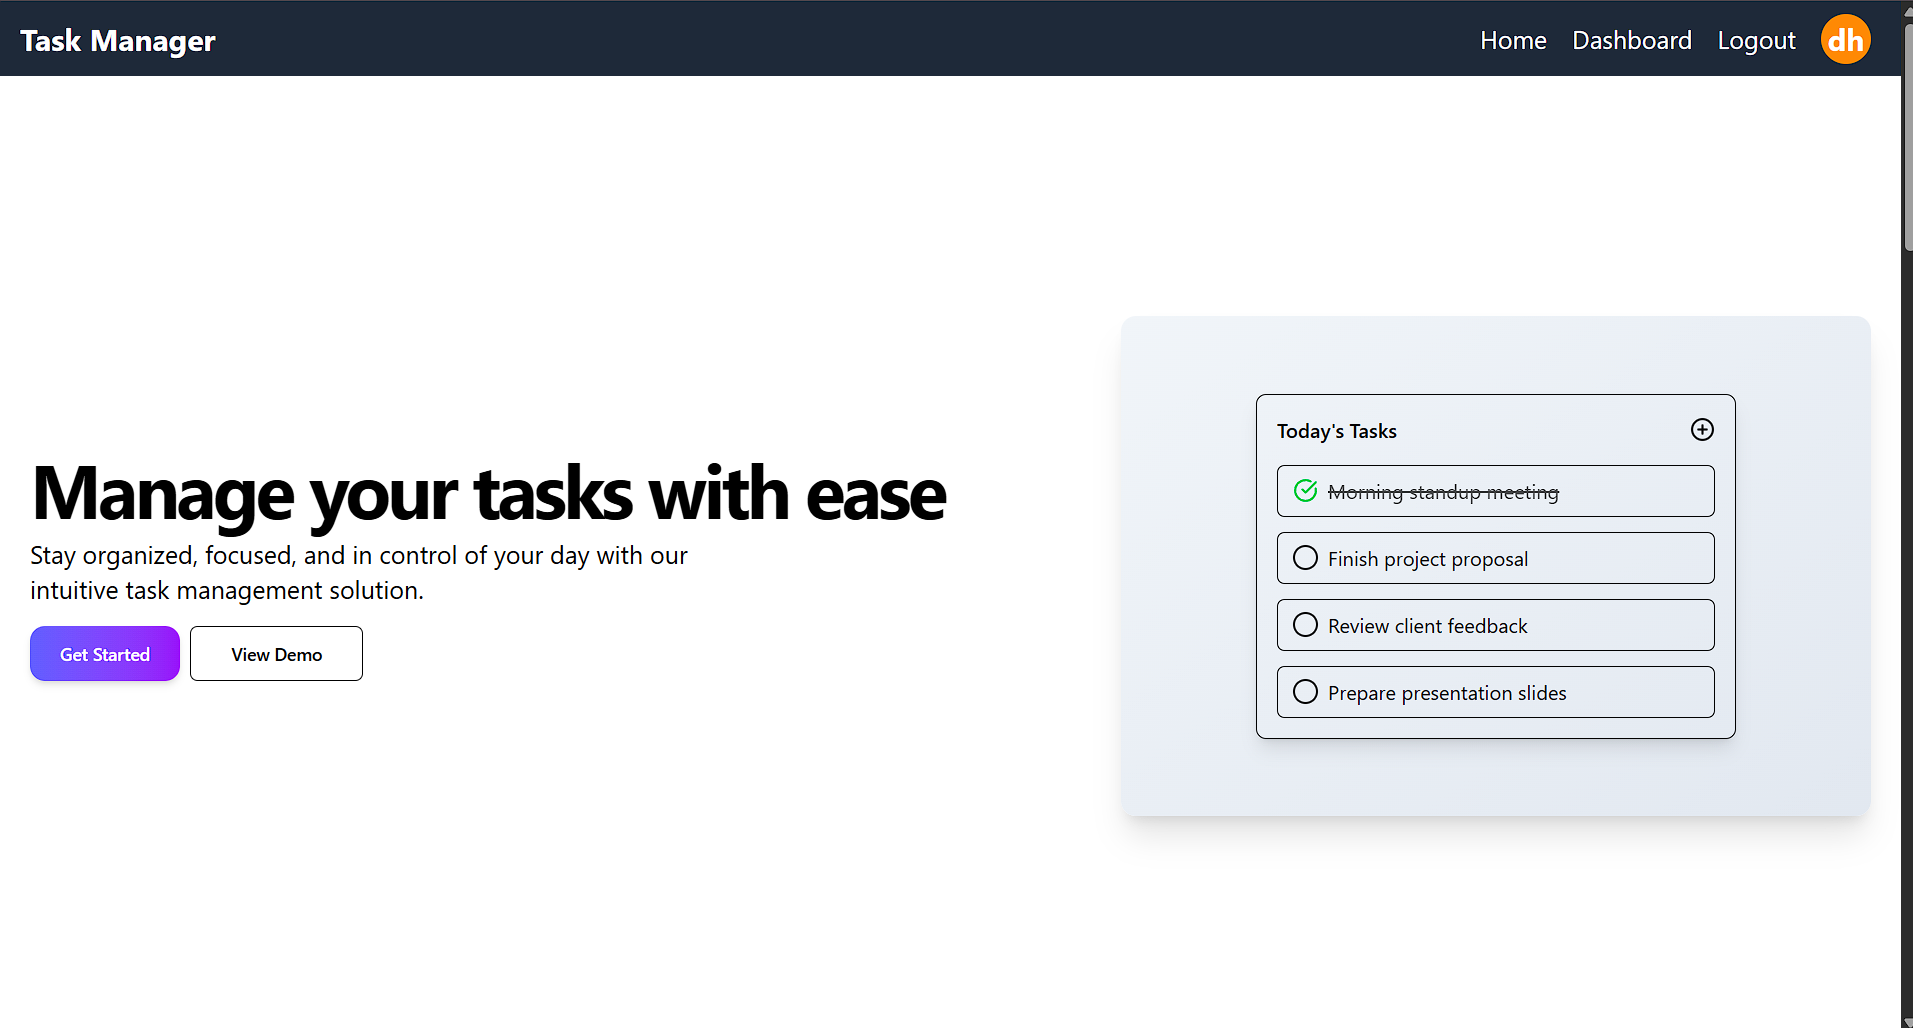 Task Manager
Home Dashboard Logout dh
Manage your tasks with ease
Stay organized, focused, and in control of your day with our
intuitive task management solution.
Get Started View Demo
Today's Tasks
Morning standup meeting
Finish project proposal
Review client feedback
Prepare presentation slides